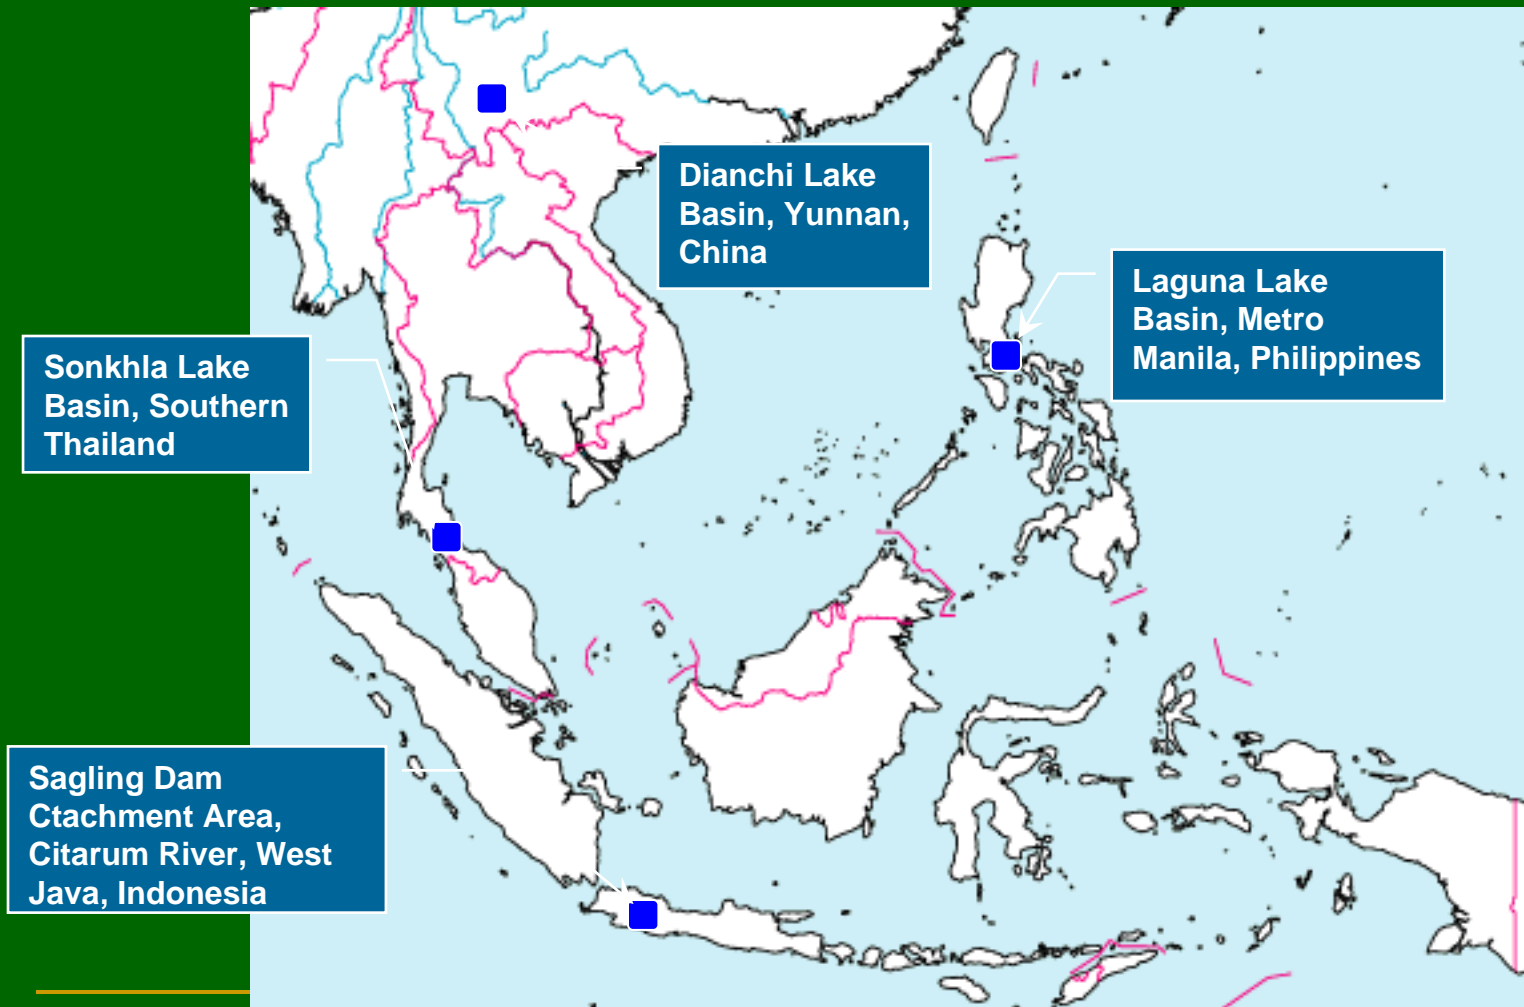 Dianchi Lake
Basin, Yunnan,
China
Laguna Lake
Basin, Metro
Manila, Philippines
Sonkhla Lake
Basin, Southern
Thailand
Sagling Dam
Ctachment Area,
Citarum River, West
Java, Indonesia